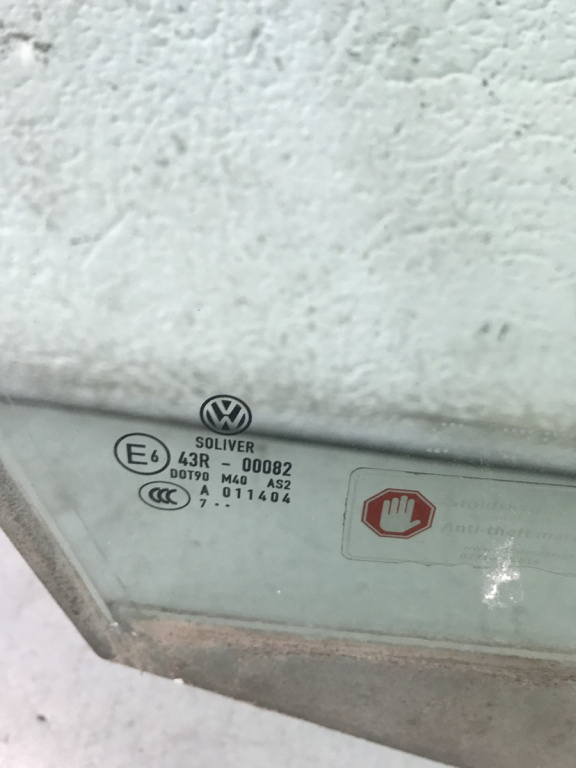 VW
SOLIVER
E6 43R - 00082
DOT90 M40 AS2
CCC A 011404
7 ··
Anti-theft